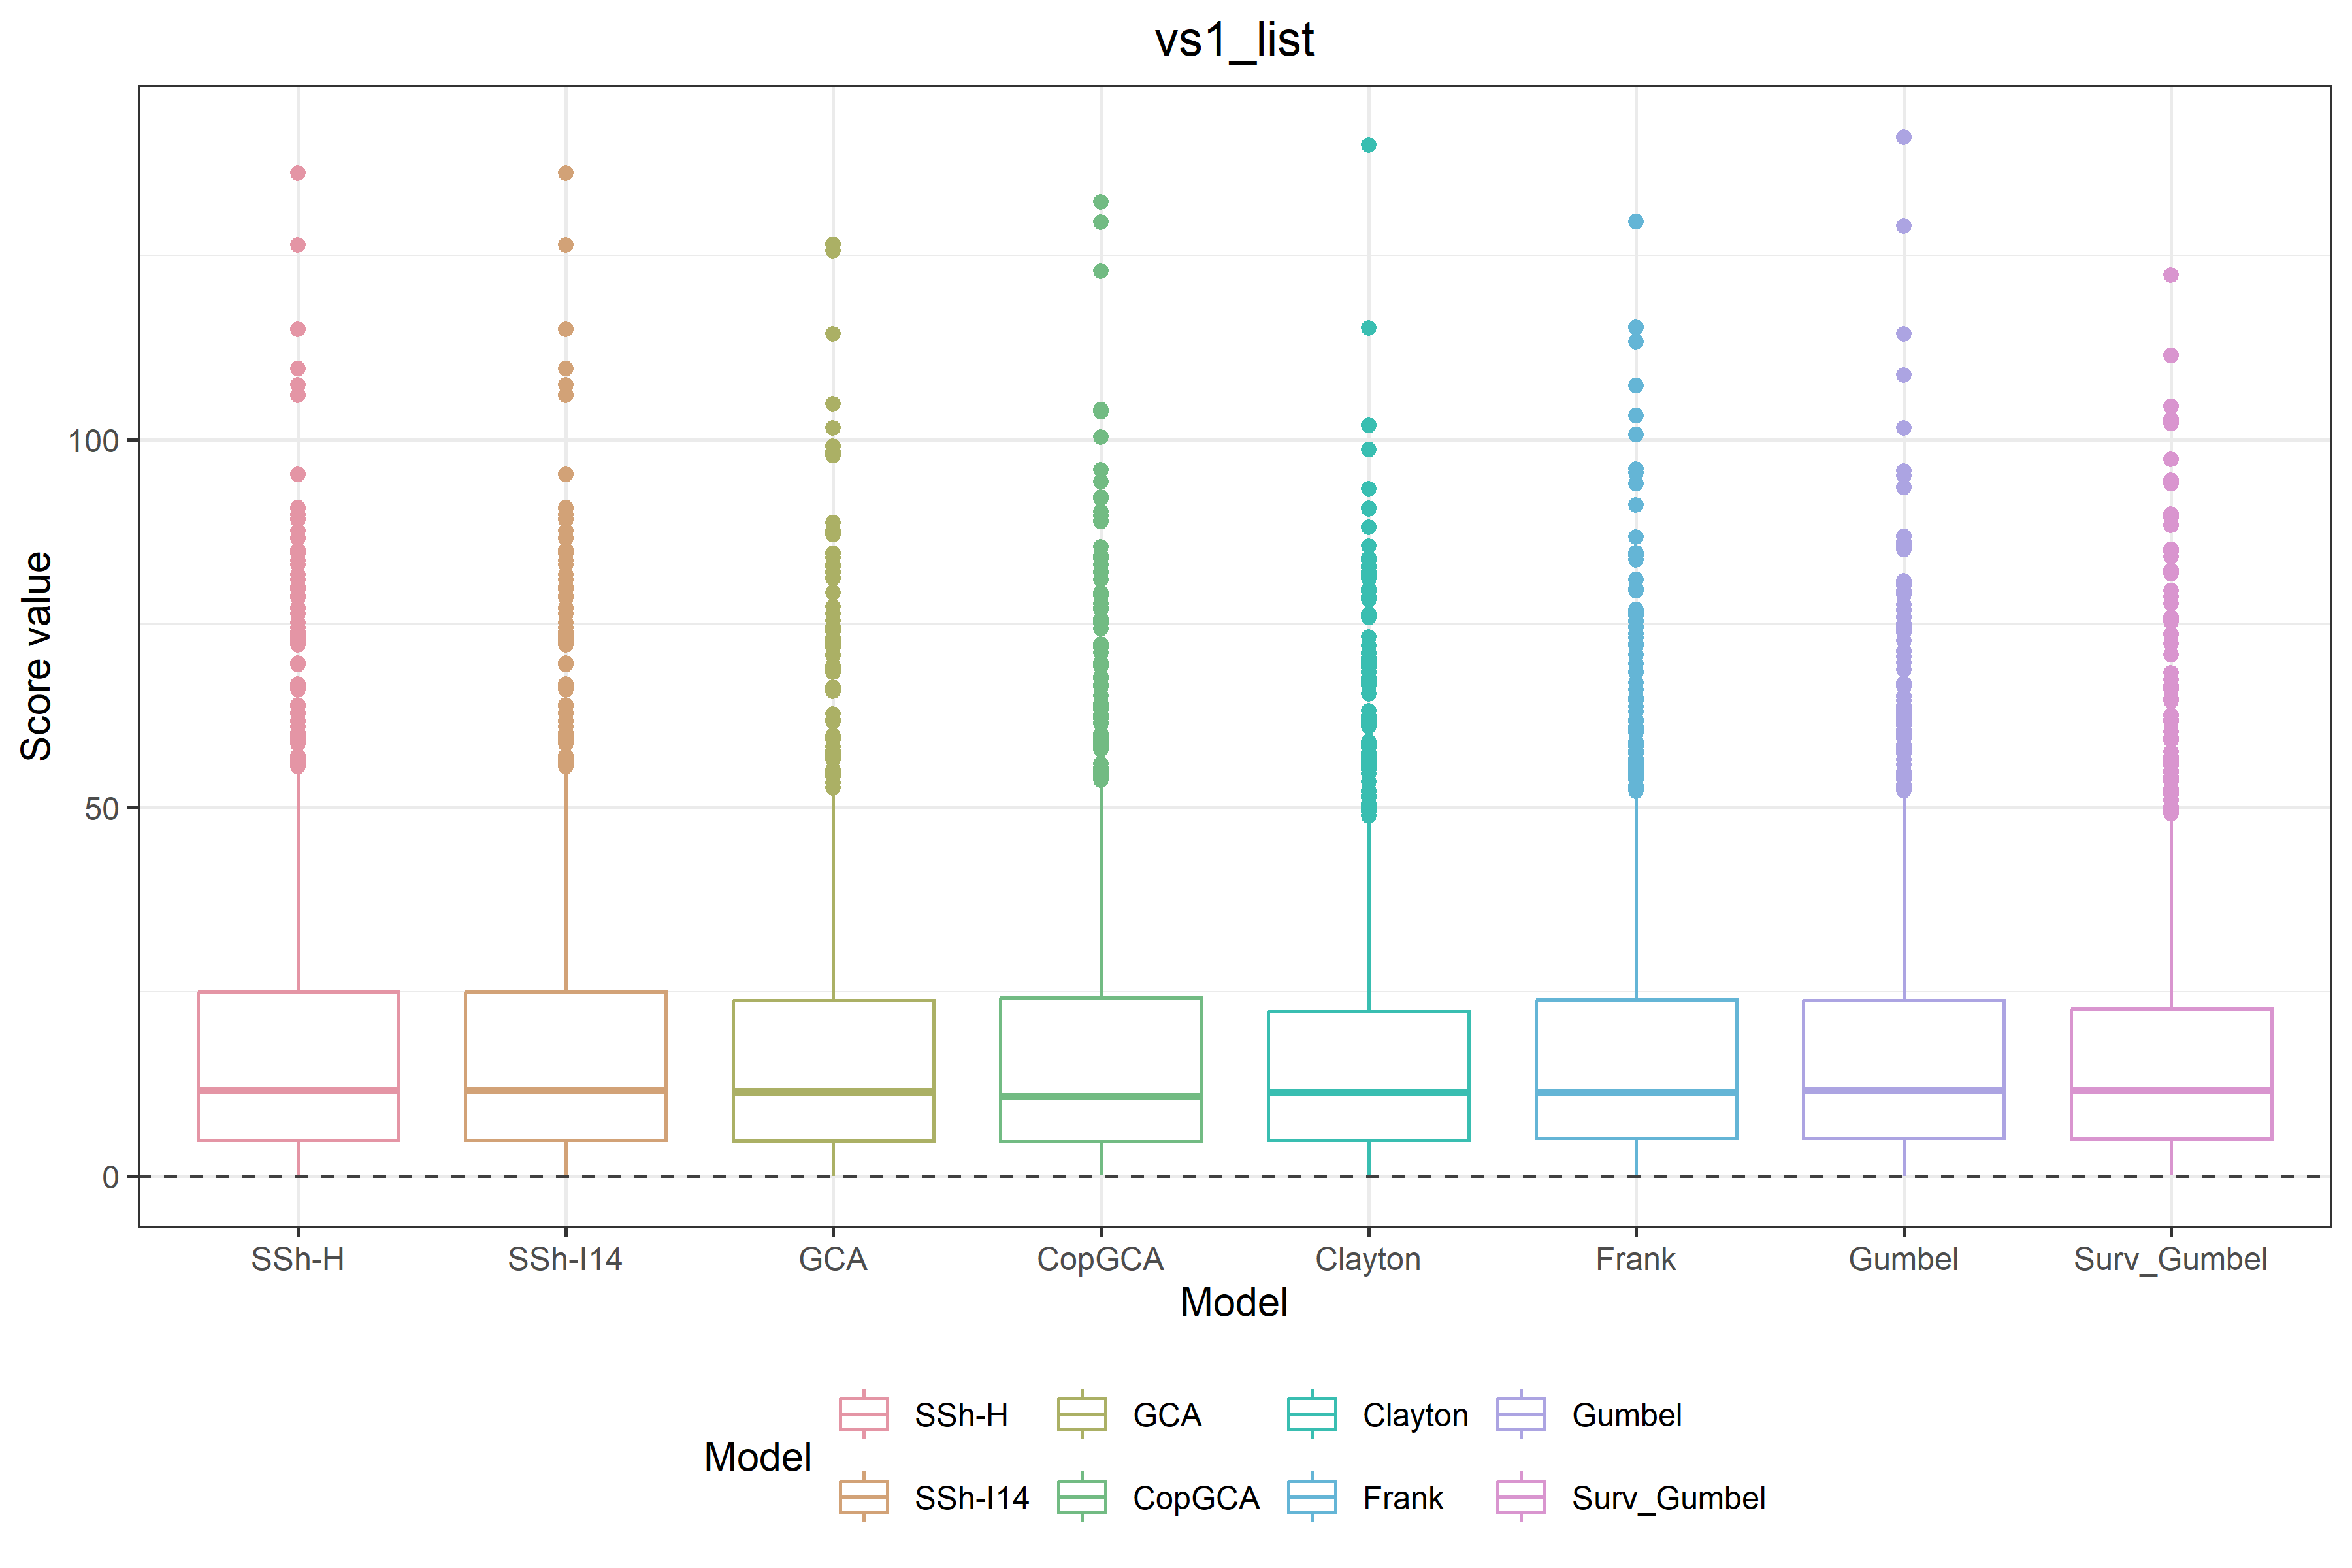 vs1_list
Score value
100
50
0
SSh-H SSh-I14 GCA CopGCA Clayton Frank Gumbel Surv_Gumbel
Model
Model
SSh-H GCA Clayton Gumbel
SSh-I14 CopGCA Frank Surv_Gumbel